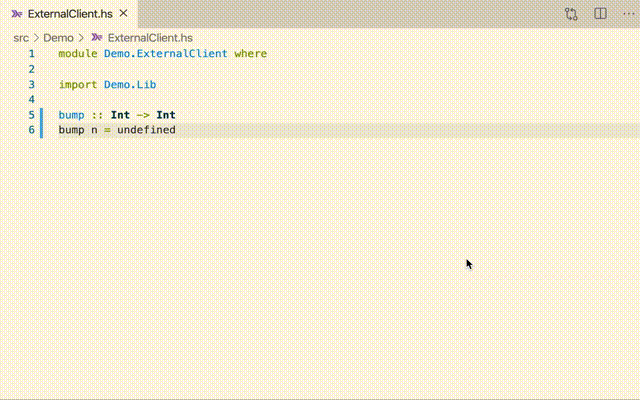 ExternalClient.hs
src > Demo > ExternalClient.hs
1 module Demo.ExternalClient where
2
3 import Demo.Lib
4
5 bump :: Int -> Int
6 bump n = undefined